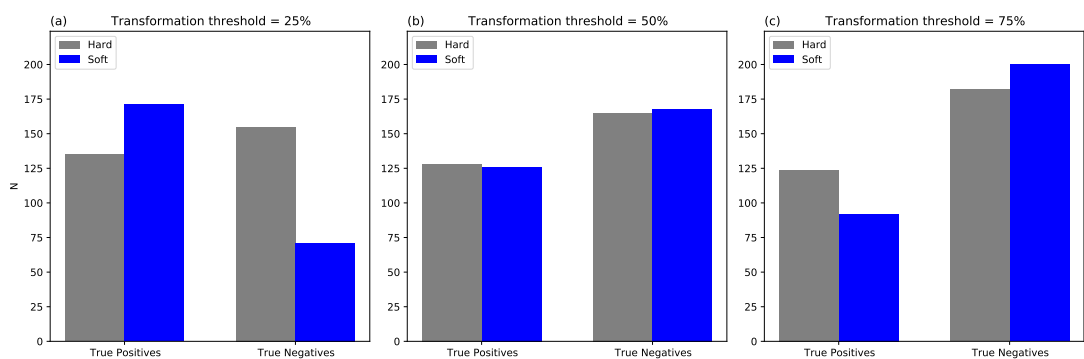 (a) Transformation threshold = 25%
Hard
Soft
200
175
150
125
100
75
50
25
0
N
True Positives True Negatives
(b) Transformation threshold = 50%
Hard
Soft
200
175
150
125
100
75
50
25
0
True Positives True Negatives
(c) Transformation threshold = 75%
Hard
Soft
200
175
150
125
100
75
50
25
0
True Positives True Negatives